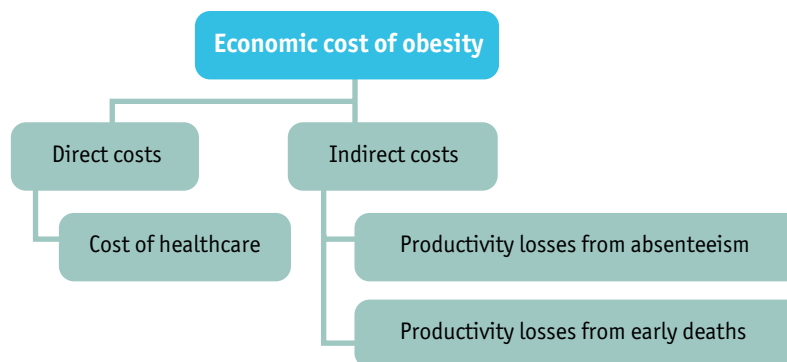 Economic cost of obesity
Direct costs
Indirect costs
Cost of healthcare
Productivity losses from absenteeism
Productivity losses from early deaths